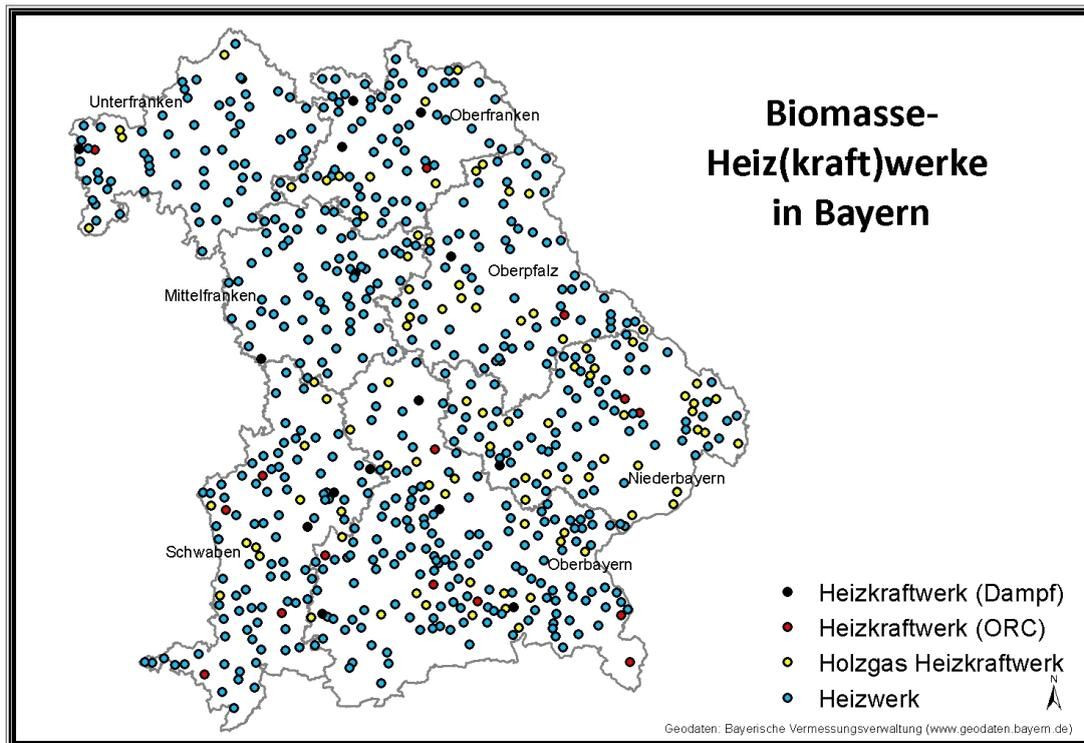 Biomasse-
Heiz(kraft)werke
in Bayern
Unterfranken
Oberfranken
Oberpfalz
Mittelfranken
Niederbayern
Schwaben
Oberbayern
Heizkraftwerk (Dampf)
Heizkraftwerk (ORC)
Holzgas Heizkraftwerk
Heizwerk
N
Geodaten: Bayerische Vermessungsverwaltung (www.geodaten.bayern.de)